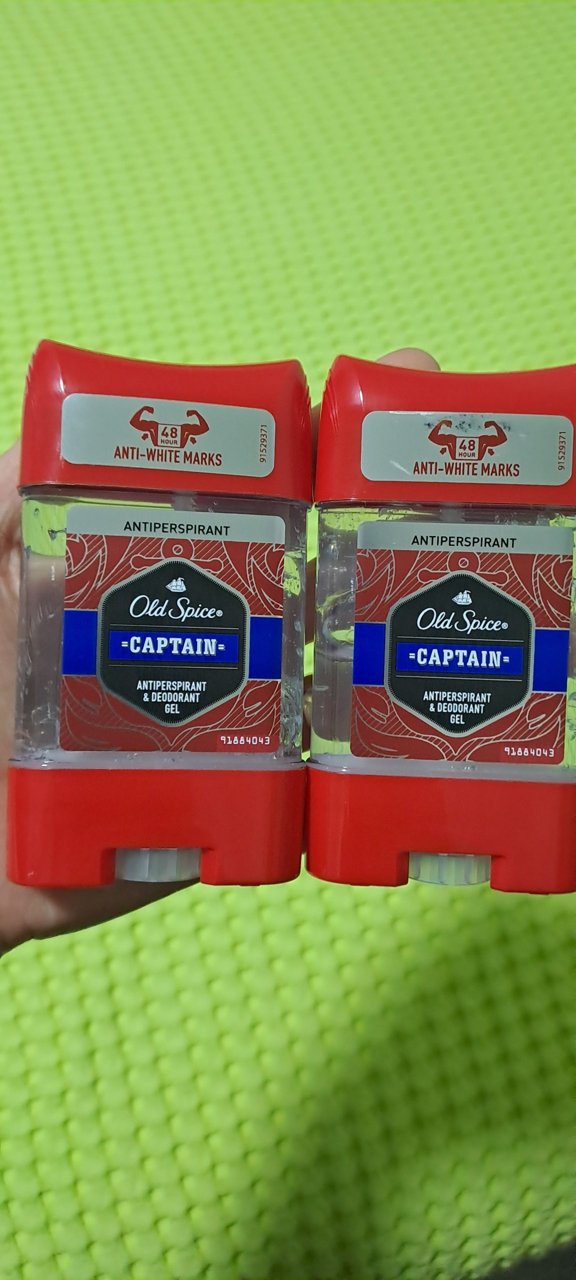 48
HOUR
ANTI-WHITE MARKS
91529371
ANTIPERSPIRANT
Old Spice®
=CAPTAIN=
ANTIPERSPIRANT
& DEODORANT
GEL
91884043
48
HOUR
ANTI-WHITE MARKS
91529371
ANTIPERSPIRANT
Old Spice®
=CAPTAIN=
ANTIPERSPIRANT
& DEODORANT
GEL
91884043